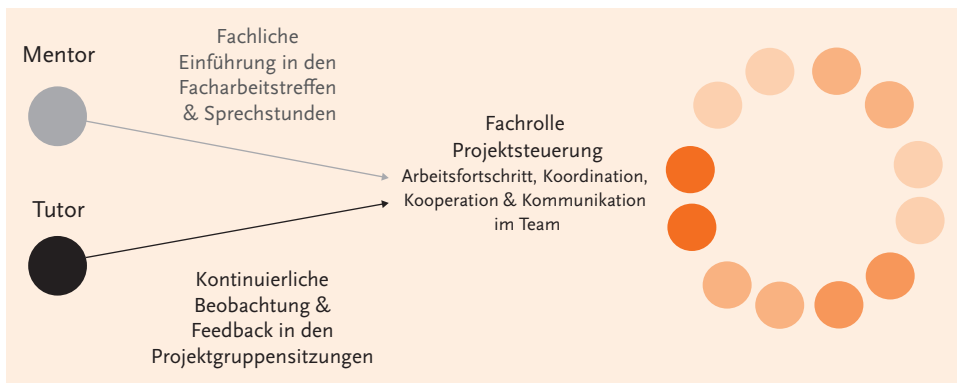 Mentor
Fachliche
Einführung in den
Facharbeitstreffen
& Sprechstunden
Fachrolle
Projektsteuerung
Arbeitsfortschritt, Koordination,
Kooperation & Kommunikation
im Team
Tutor
Kontinuierliche
Beobachtung &
Feedback in den
Projektgruppensitzungen